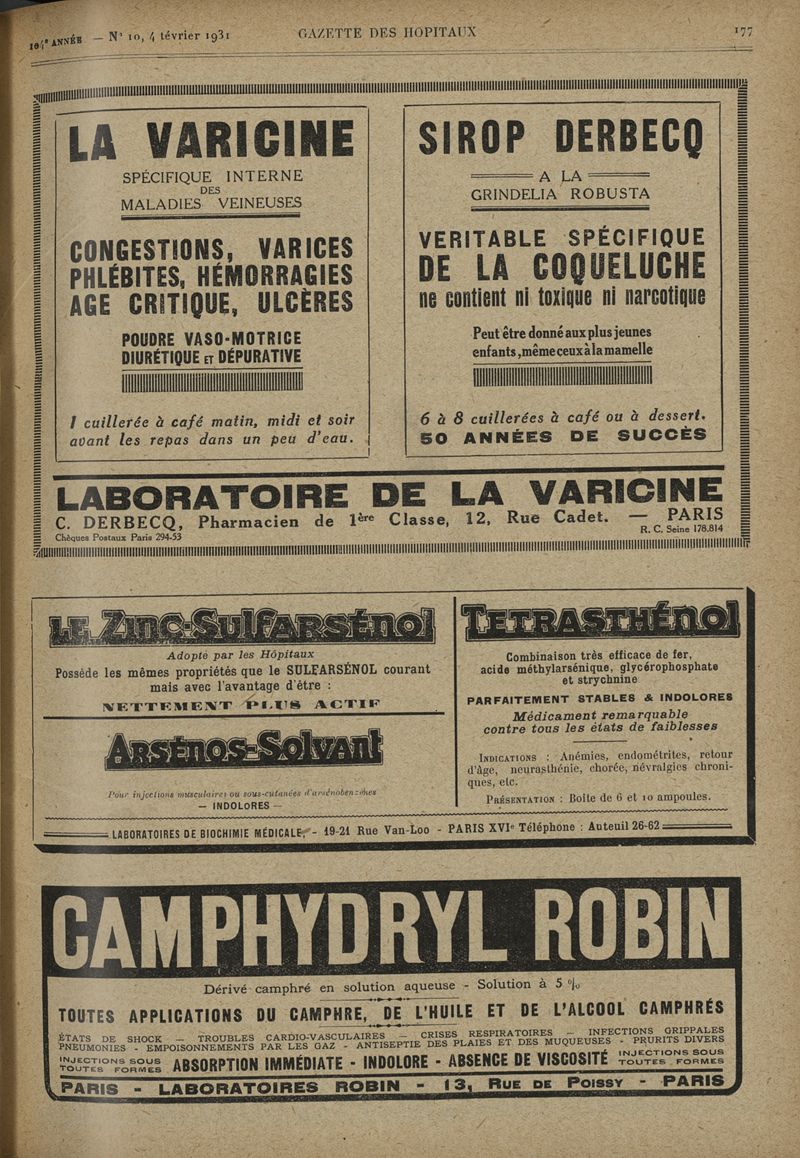 104e ANNÉE — N° 10, 4 février 1931
GAZETTE DES HOPITAUX
177
LA VARICINE
SPÉCIFIQUE INTERNE
DES
MALADIES VEINEUSES
CONGESTIONS, VARICES
PHLÉBITES, HÉMORRAGIES
AGE CRITIQUE, ULCÈRES
POUDRE VASO-MOTRICE
DIURÉTIQUE ET DÉPURATIVE
1 cuillerée à café matin, midi et soir
avant les repas dans un peu d'eau.
SIROP DERBECQ
A LA
GRINDELIA ROBUSTA
VERITABLE SPÉCIFIQUE
DE LA COQUELUCHE
ne contient ni toxique ni narcotique
Peut être donné aux plus jeunes
enfants, même ceux à la mamelle
6 à 8 cuillerées à café ou à dessert.
50 ANNÉES DE SUCCÈS
LABORATOIRE DE LA VARICINE
C. DERBECQ, Pharmacien de 1ère Classe, 12, Rue Cadet. — PARIS
Chèques Postaux Paris 294-53
R. C. Seine 178.814
LE Zinc-Sulfarsénol
Adopté par les Hôpitaux
Possède les mêmes propriétés que le SULFARSÉNOL courant
mais avec l'avantage d'être :
NETTEMENT PLUS ACTIF
Arsénos-Solvant
Pour injections musculaires ou sous-cutanées d'arsénobenzènes
— INDOLORES —
TETRASTHÉNOL
Combinaison très efficace de fer,
acide méthylarsénique, glycérophosphate
et strychnine
PARFAITEMENT STABLES & INDOLORES
Médicament remarquable
contre tous les états de faiblesses
INDICATIONS : Anémies, endométrites, retour
d'âge, neurasthénie, chorée, névralgies chroni-
ques, etc.
PRÉSENTATION : Boîte de 6 et 10 ampoules.
LABORATOIRES DE BIOCHIMIE MÉDICALE, - 19-21 Rue Van-Loo - PARIS XVIe Téléphone : Auteuil 26-62
CAMPHYDRYL ROBIN
Dérivé camphré en solution aqueuse - Solution à 5 %
TOUTES APPLICATIONS DU CAMPHRE, DE L'HUILE ET DE L'ALCOOL CAMPHRÉS
ÉTATS DE SHOCK — TROUBLES CARDIO-VASCULAIRES — CRISES RESPIRATOIRES — INFECTIONS GRIPPALES
PNEUMONIES - EMPOISONNEMENTS PAR LES GAZ - ANTISEPTIE DES PLAIES ET DES MUQUEUSES - PRURITS DIVERS
INJECTIONS SOUS
TOUTES FORMES
ABSORPTION IMMÉDIATE - INDOLORE - ABSENCE DE VISCOSITÉ
INJECTIONS SOUS
TOUTES FORMES
PARIS - LABORATOIRES ROBIN - 13, RUE DE POISSY - PARIS